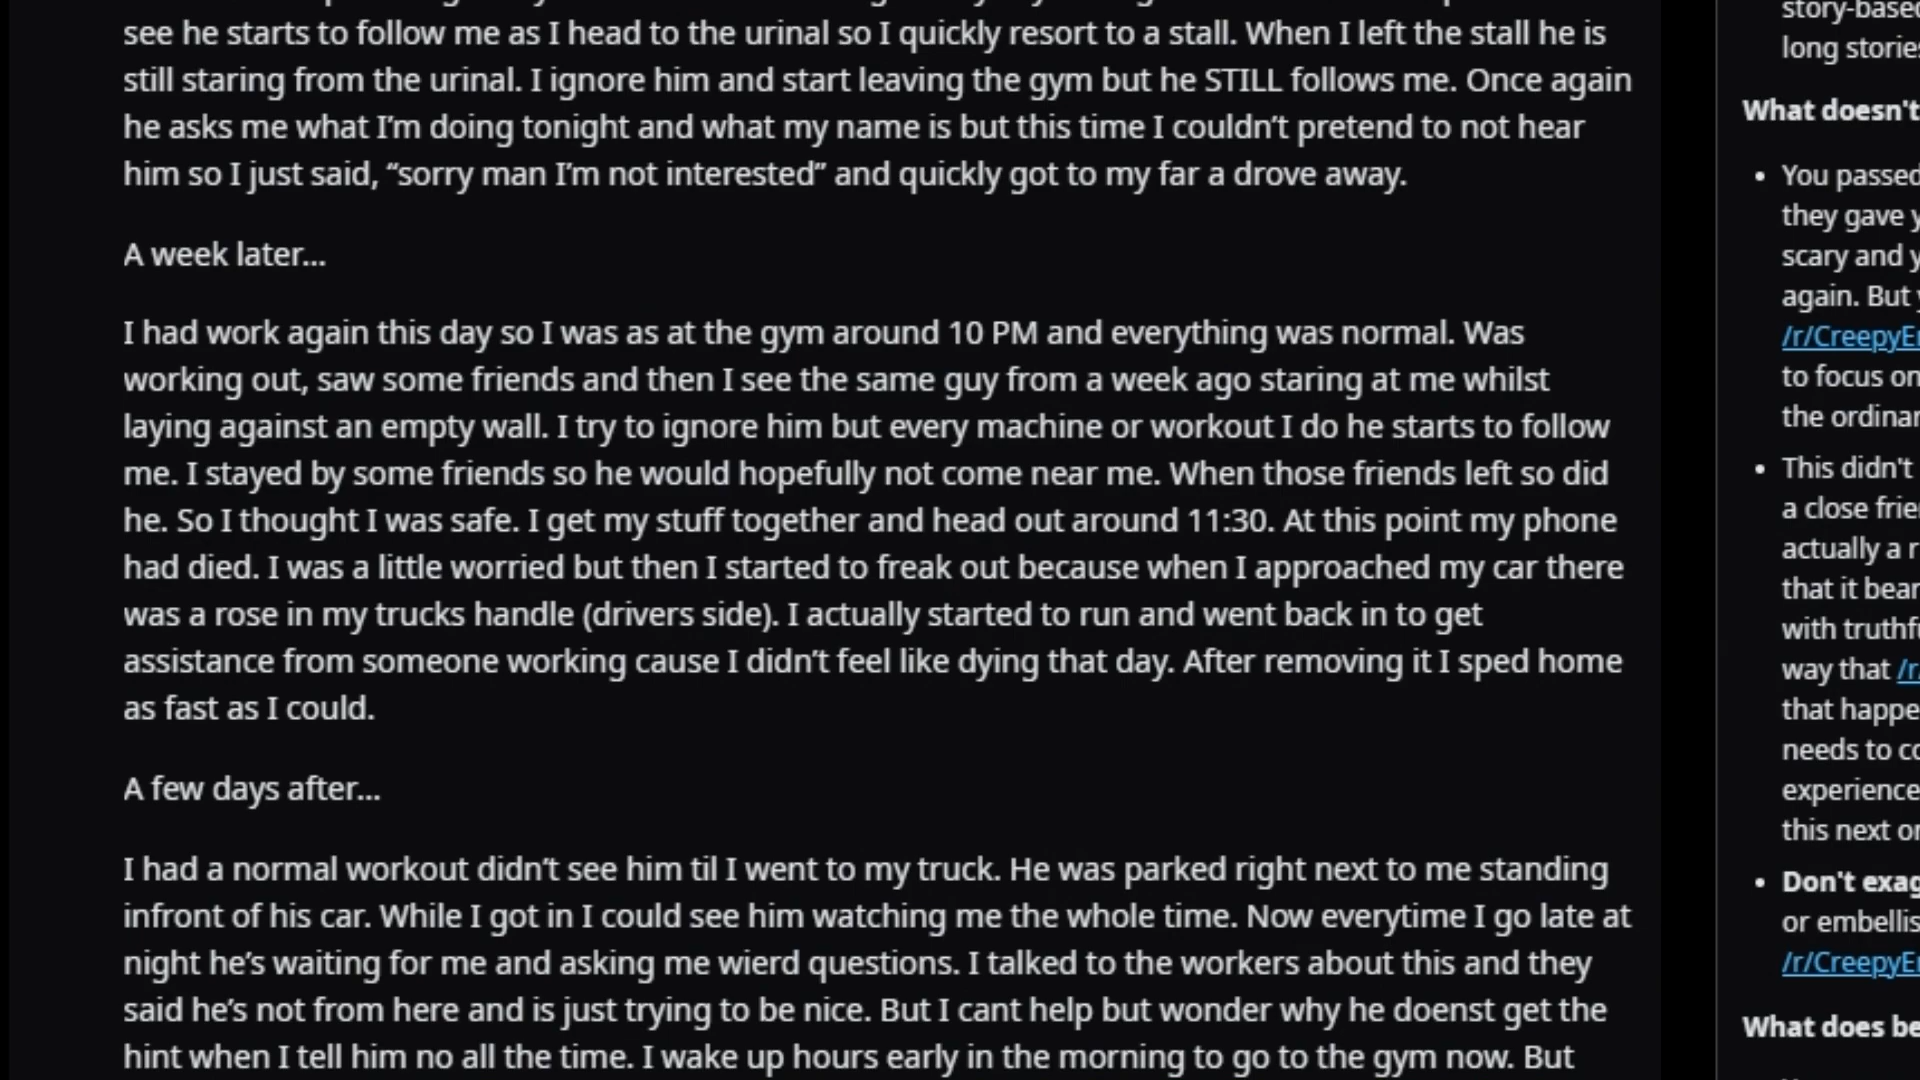 see he starts to follow me as I head to the urinal so I quickly resort to a stall. When I left the stall he is
still staring from the urinal. I ignore him and start leaving the gym but he STILL follows me. Once again
he asks me what I’m doing tonight and what my name is but this time I couldn’t pretend to not hear
him so I just said, “sorry man I’m not interested” and quickly got to my far a drove away.
A week later...
I had work again this day so I was as at the gym around 10 PM and everything was normal. Was
working out, saw some friends and then I see the same guy from a week ago staring at me whilst
laying against an empty wall. I try to ignore him but every machine or workout I do he starts to follow
me. I stayed by some friends so he would hopefully not come near me. When those friends left so did
he. So I thought I was safe. I get my stuff together and head out around 11:30. At this point my phone
had died. I was a little worried but then I started to freak out because when I approached my car there
was a rose in my trucks handle (drivers side). I actually started to run and went back in to get
assistance from someone working cause I didn’t feel like dying that day. After removing it I sped home
as fast as I could.
A few days after...
I had a normal workout didn’t see him til I went to my truck. He was parked right next to me standing
infront of his car. While I got in I could see him watching me the whole time. Now everytime I go late at
night he’s waiting for me and asking me wierd questions. I talked to the workers about this and they
said he’s not from here and is just trying to be nice. But I cant help but wonder why he doenst get the
hint when I tell him no all the time. I wake up hours early in the morning to go to the gym now. But
story-based
long stories
What doesn't
• You passed
they gave y
scary and y
again. But
/r/CreepyE
to focus on
the ordinar
• This didn't
a close frie
actually a r
that it bear
with truthf
way that /r
that happe
needs to co
experience
this next or
• Don't exag
or embellis
/r/CreepyE
What does be